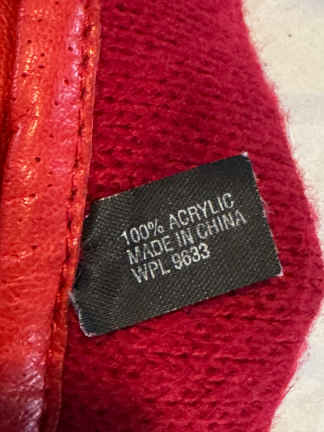 100% ACRYLIC
MADE IN CHINA
WPL 9633